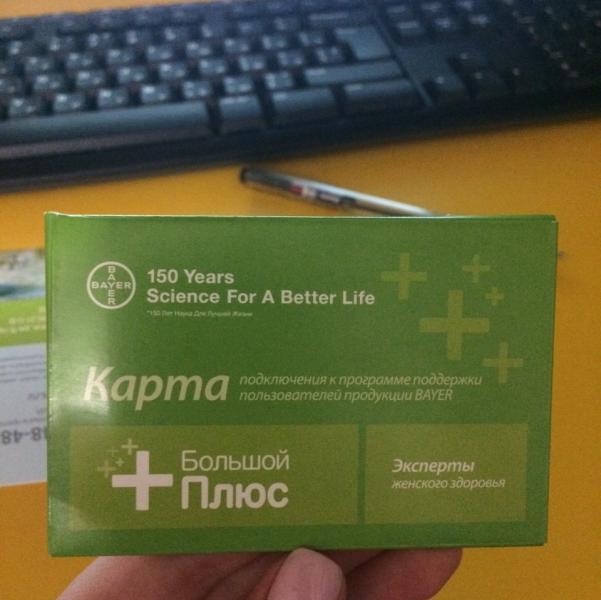 BAYER
BAYER
150 Years
Science For A Better Life
*150 Лет Наука Для Лучшей Жизни
Карта подключения к программе поддержки
пользователей продукции BAYER
Большой
Плюс
Эксперты
женского здоровья